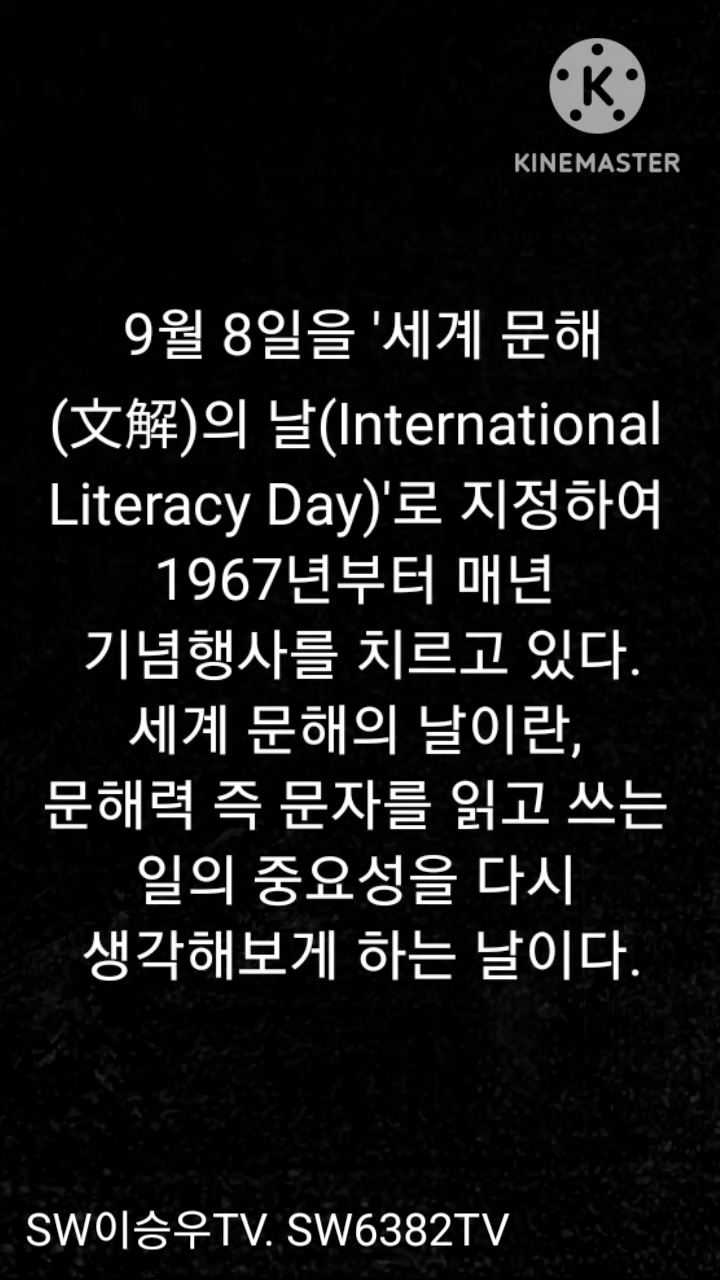 KINEMASTER
9월 8일을 '세계 문해
(文解)의 날(International
Literacy Day)'로 지정하여
1967년부터 매년
기념행사를 치르고 있다.
세계 문해의 날이란,
문해력 즉 문자를 읽고 쓰는
일의 중요성을 다시
생각해보게 하는 날이다.
SW이승우TV. SW6382TV